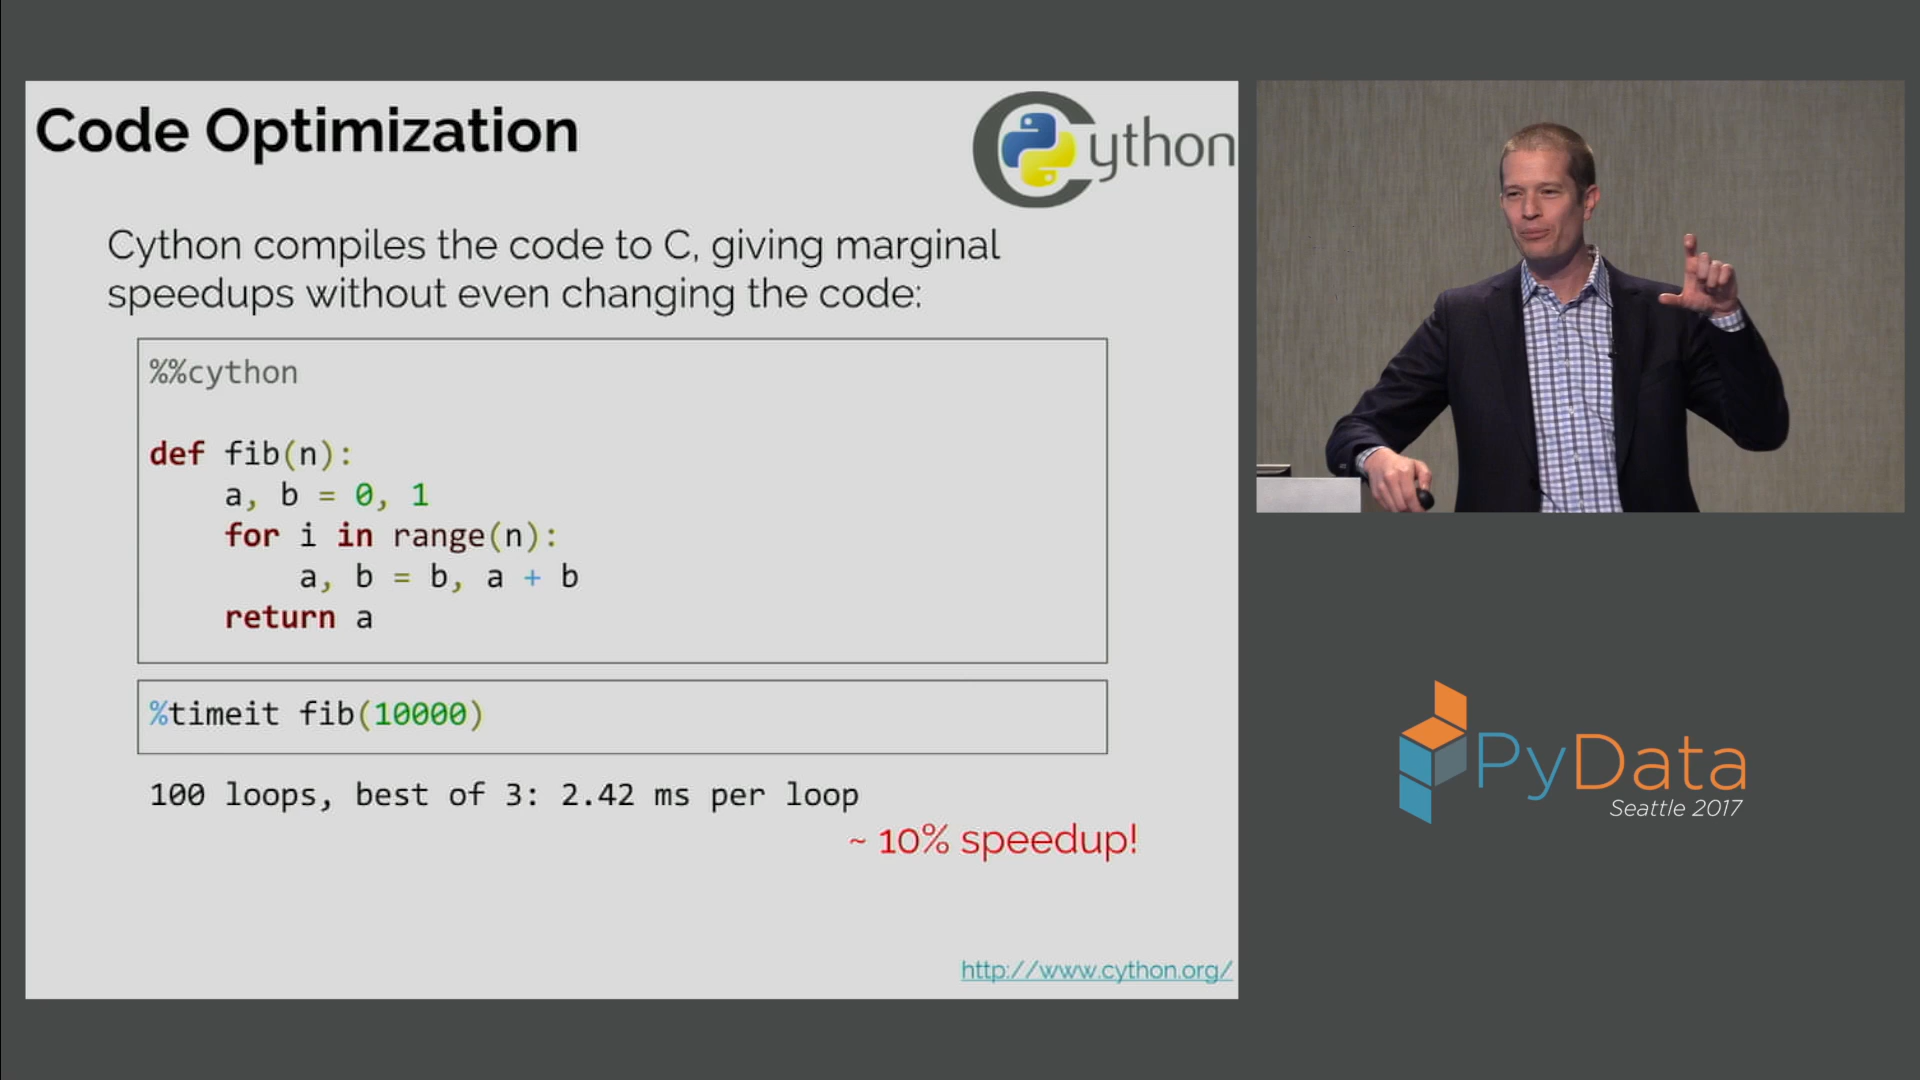 Code Optimization
Cython
Cython compiles the code to C, giving marginal
speedups without even changing the code:
%%cython
def fib(n):
    a, b = 0, 1
    for i in range(n):
        a, b = b, a + b
    return a
%timeit fib(10000)
100 loops, best of 3: 2.42 ms per loop
~ 10% speedup!
http://www.cython.org/
PyData
Seattle 2017